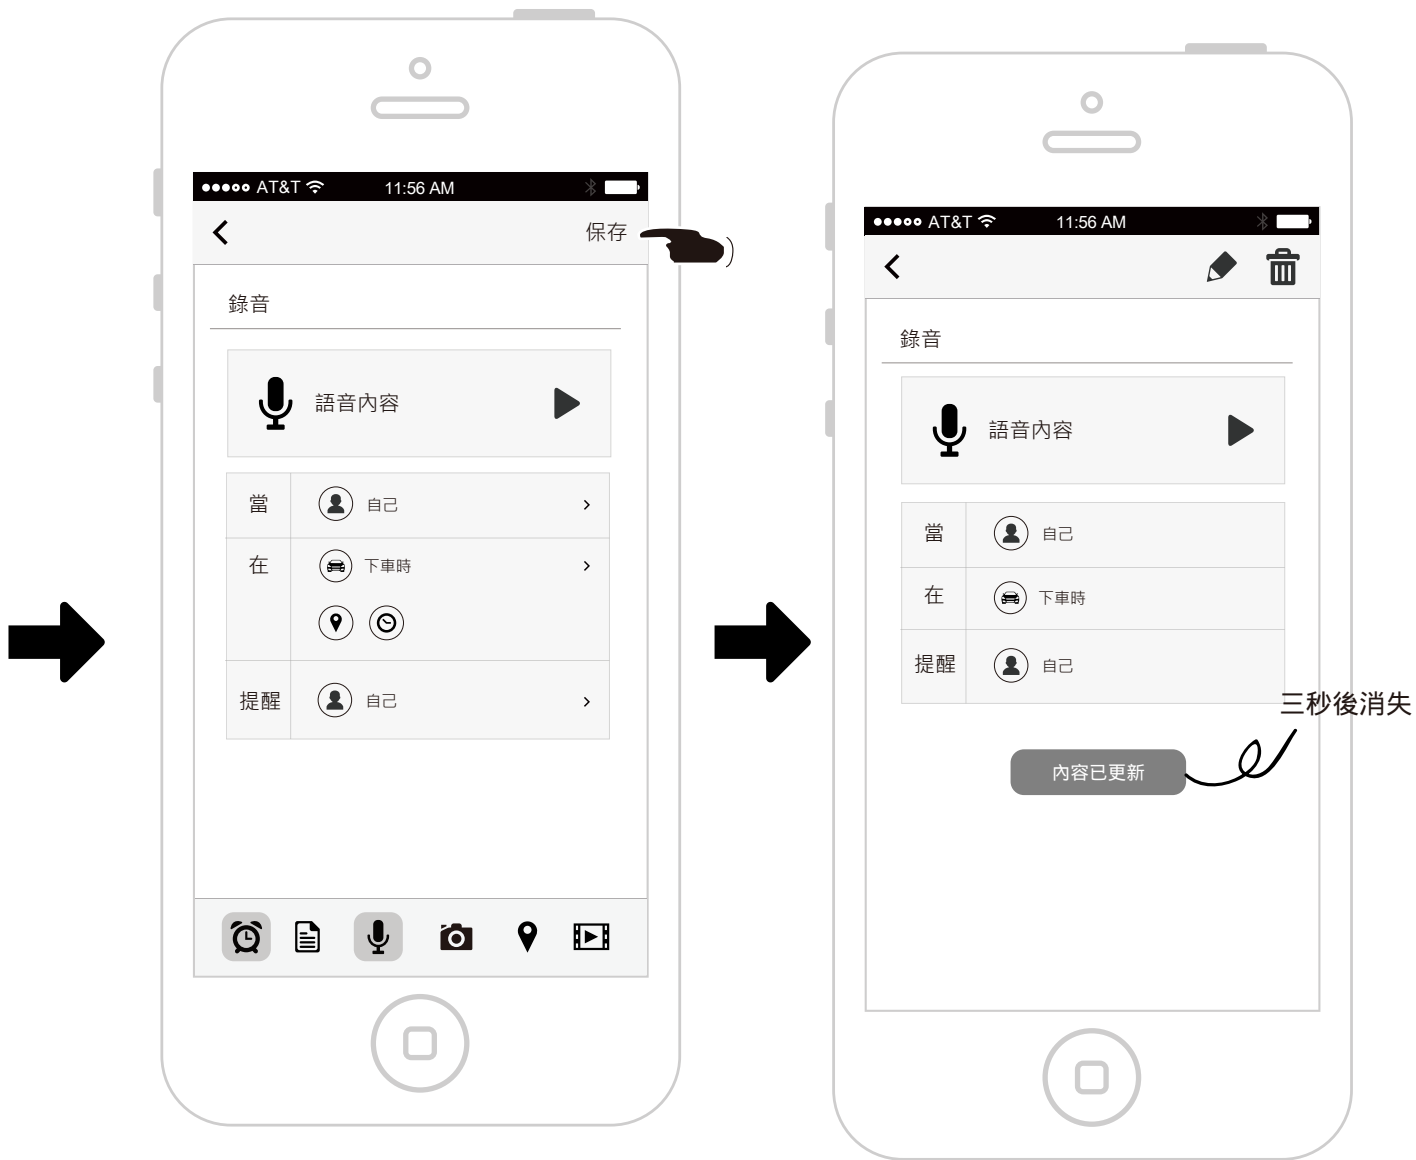 AT&T 11:56 AM
保存
錄音
語音內容
當 自己
在 下車時
提醒 自己
AT&T 11:56 AM
錄音
語音內容
當 自己
在 下車時
提醒 自己
三秒後消失
內容已更新